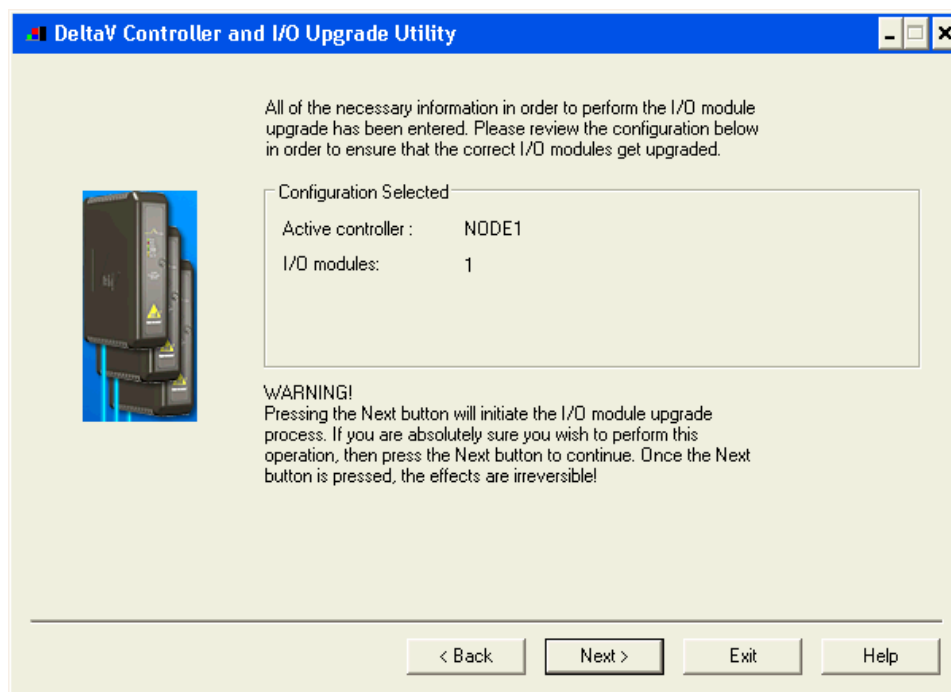 DeltaV Controller and I/O Upgrade Utility
All of the necessary information in order to perform the I/O module
upgrade has been entered. Please review the configuration below
in order to ensure that the correct I/O modules get upgraded.
Configuration Selected
Active controller : NODE1
I/O modules: 1
WARNING!
Pressing the Next button will initiate the I/O module upgrade
process. If you are absolutely sure you wish to perform this
operation, then press the Next button to continue. Once the Next
button is pressed, the effects are irreversible!
< Back Next > Exit Help